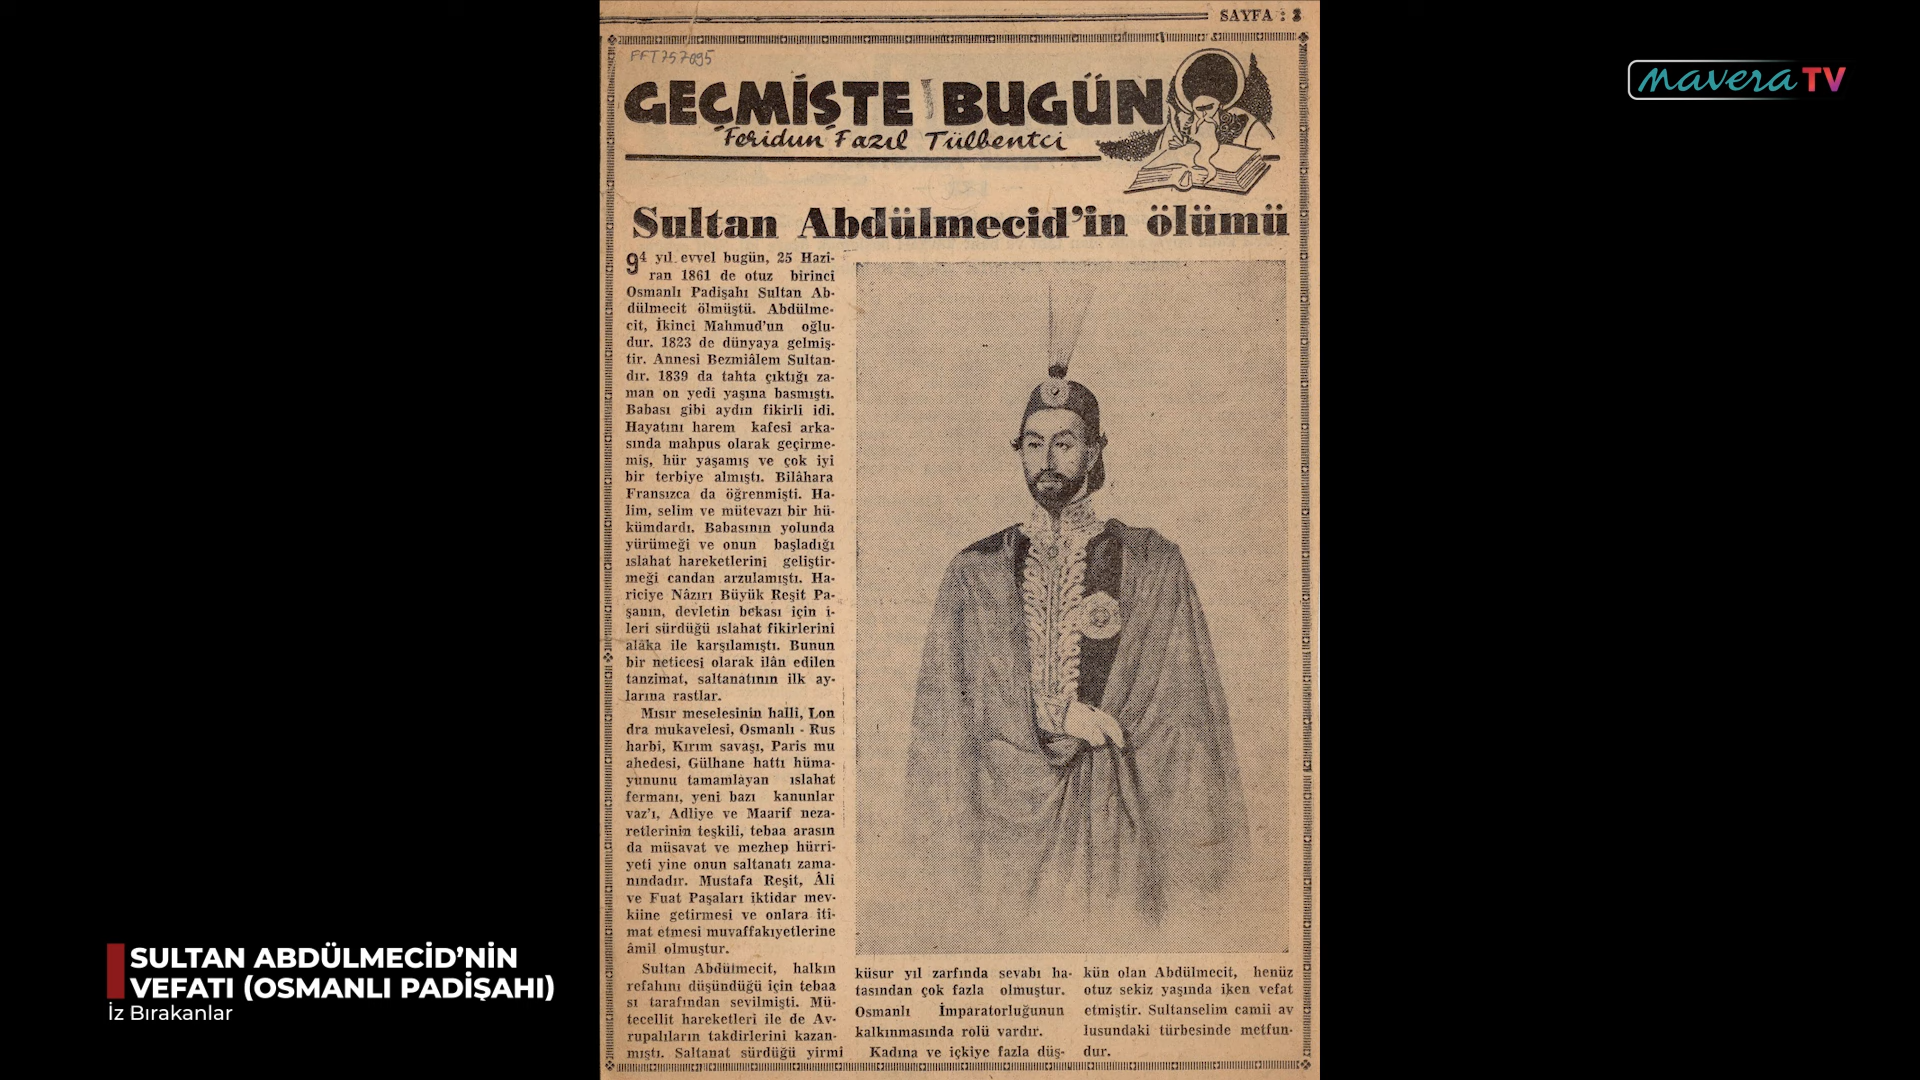 SAYFA : 3
FFT757095
GEÇMİŞTE BUGÜN
Feridun Fazıl Tülbentci
Sultan Abdülmecid'in ölümü
94 yıl evvel bugün, 25 Hazi-
ran 1861 de otuz birinci
Osmanlı Padişahı Sultan Ab-
dülmecit ölmüştü. Abdülme-
cit, İkinci Mahmud'un oğlu-
dur. 1823 de dünyaya gelmiş-
tir. Annesi Bezmiâlem Sultan-
dır. 1839 da tahta çıktığı za-
man on yedi yaşına basmıştı.
Babası gibi aydın fikirli idi.
Hayatını harem kafesi arka-
sında mahpus olarak geçirme-
miş, hür yaşamış ve çok iyi
bir terbiye almıştı. Bilâhara
Fransızca da öğrenmişti. Ha-
lim, selim ve mütevazı bir hü-
kümdardı. Babasının yolunda
yürümeği ve onun başladığı
ıslahat hareketlerini geliştir-
meği candan arzulamıştı. Ha-
riciye Nâzırı Büyük Reşit Pa-
şanın, devletin bekası için i-
leri sürdüğü ıslahat fikirlerini
alâka ile karşılamıştı. Bunun
bir neticesi olarak ilân edilen
tanzimat, saltanatının ilk ay-
larına rastlar.
Mısır meselesinin halli, Lon
dra mukavelesi, Osmanlı - Rus
harbi, Kırım savaşı, Paris mu
ahedesi, Gülhane hattı hüma-
yununu tamamlayan ıslahat
fermanı, yeni bazı kanunlar
vaz'ı, Adliye ve Maarif neza-
retlerinin teşkili, tebaa arasın
da müsavat ve mezhep hürri-
yeti yine onun saltanatı zama-
nındadır. Mustafa Reşit, Âli
ve Fuat Paşaları iktidar mev-
kiine getirmesi ve onlara iti-
mat etmesi muvaffakıyetlerine
âmil olmuştur.
Sultan Abdülmecit, halkın
refahını düşündüğü için tebaa
sı tarafından sevilmişti. Mü-
tecellit hareketleri ile de Av-
rupalıların takdirlerini kazan-
mıştı. Saltanat sürdüğü yirmi
küsur yıl zarfında sevabı ha-
tasından çok fazla olmuştur.
Osmanlı İmparatorluğunun
kalkınmasında rolü vardır.
Kadına ve içkiye fazla düş-
kün olan Abdülmecit, henüz
otuz sekiz yaşında iken vefat
etmiştir. Sultanselim camii av
lusundaki türbesinde metfun-
dur.
mavera TV
SULTAN ABDÜLMECİD'NİN
VEFATI (OSMANLI PADİŞAHI)
İz Bırakanlar